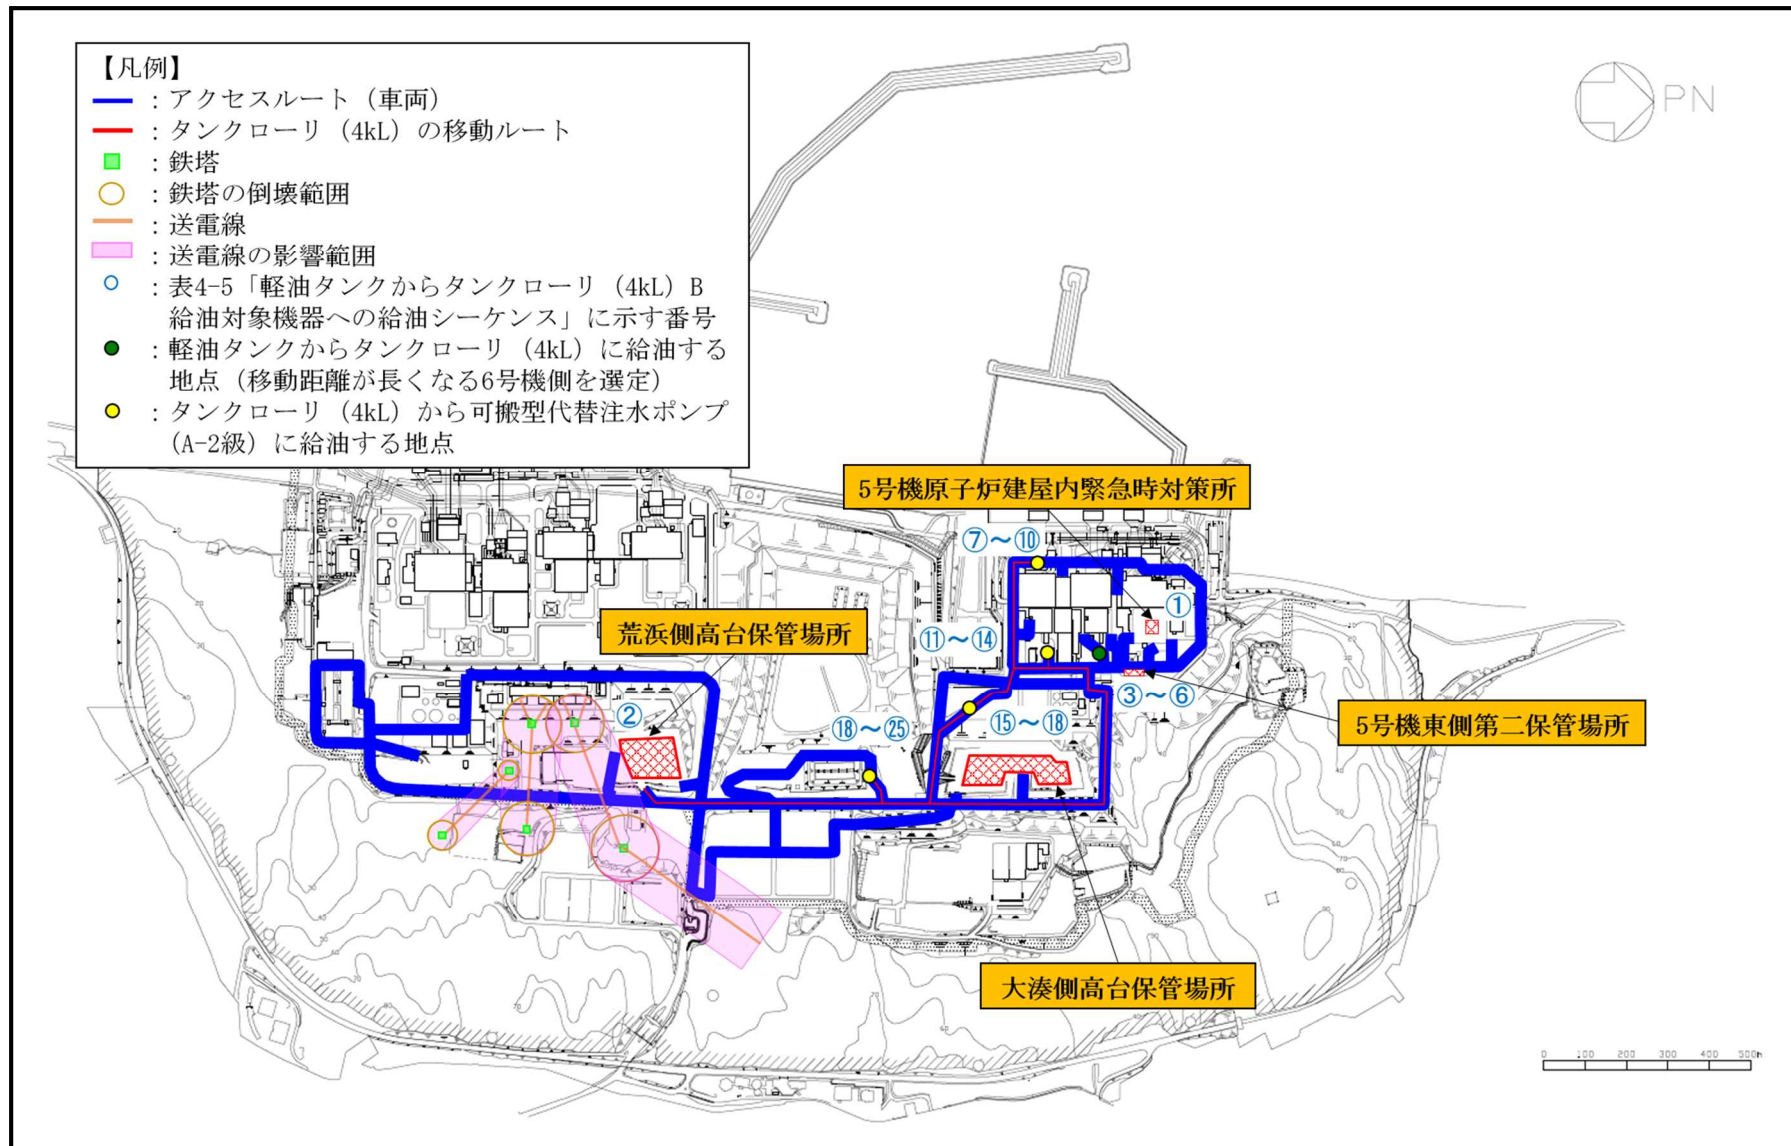 【凡例】
：アクセスルート（車両）
：タンクローリ（4kL）の移動ルート
：鉄塔
：鉄塔の倒壊範囲
：送電線
：送電線の影響範囲
：表4-5「軽油タンクからタンクローリ（4kL）B
給油対象機器への給油シーケンス」に示す番号
：軽油タンクからタンクローリ（4kL）に給油する
地点（移動距離が長くなる6号機側を選定）
：タンクローリ（4kL）から可搬型代替注水ポンプ
（A-2級）に給油する地点
PN
5号機原子炉建屋内緊急時対策所
⑦～⑩
①
荒浜側高台保管場所
⑪～⑭
②
③～⑥
⑱～㉕
⑮～⑱
5号機東側第二保管場所
大湊側高台保管場所
0 100 200 300 400 500m